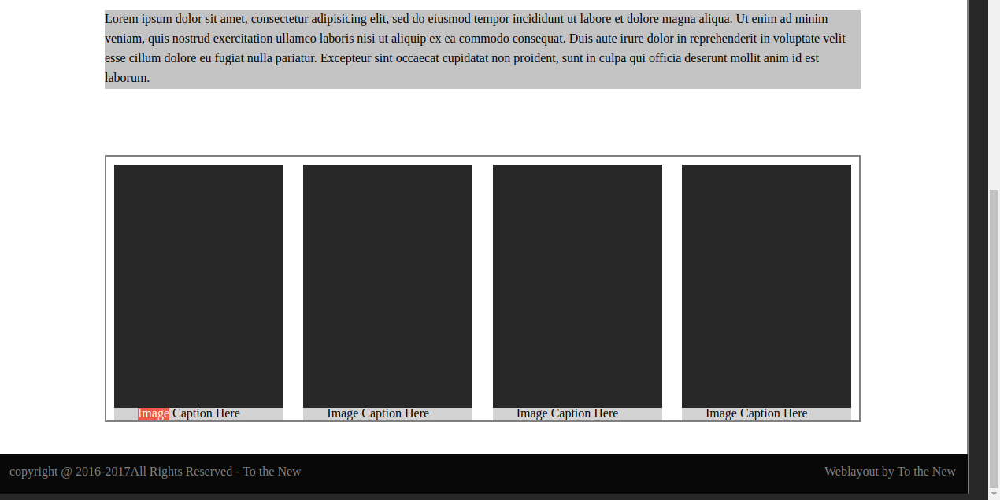 Lorem ipsum dolor sit amet, consectetur adipisicing elit, sed do eiusmod tempor incididunt ut labore et dolore magna aliqua. Ut enim ad minim
veniam, quis nostrud exercitation ullamco laboris nisi ut aliquip ex ea commodo consequat. Duis aute irure dolor in reprehenderit in voluptate velit
esse cillum dolore eu fugiat nulla pariatur. Excepteur sint occaecat cupidatat non proident, sunt in culpa qui officia deserunt mollit anim id est
laborum.
Image Caption Here
Image Caption Here
Image Caption Here
Image Caption Here
copyright @ 2016-2017All Rights Reserved - To the New
Weblayout by To the New